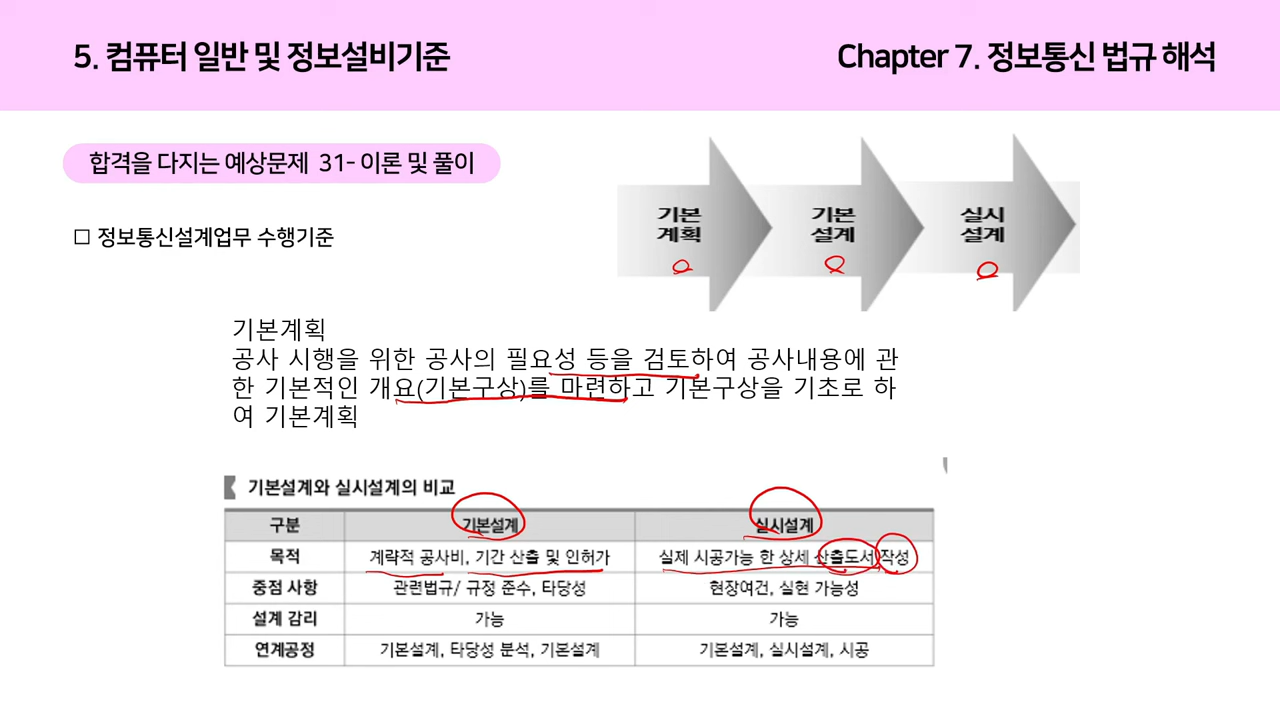 5. 컴퓨터 일반 및 정보설비기준
Chapter 7. 정보통신 법규 해석
합격을 다지는 예상문제 31- 이론 및 풀이
□ 정보통신설계업무 수행기준
기본
계획
기본
설계
실시
설계
기본계획
공사 시행을 위한 공사의 필요성 등을 검토하여 공사내용에 관
한 기본적인 개요(기본구상)를 마련하고 기본구상을 기초로 하
여 기본계획
기본설계와 실시설계의 비교
구분 기본설계 실시설계
목적 계략적 공사비, 기간 산출 및 인허가 실제 시공가능 한 상세 산출도서 작성
중점 사항 관련법규/ 규정 준수, 타당성 현장여건, 실현 가능성
설계 감리 가능 가능
연계공정 기본설계, 타당성 분석, 기본설계 기본설계, 실시설계, 시공